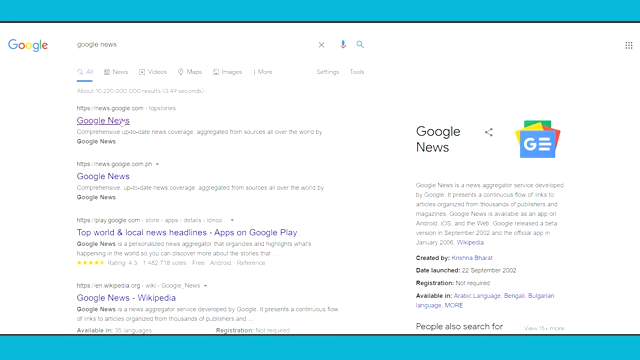 Google
google news
All
News
Videos
Maps
Images
More
Settings
Tools
About 10,220,000,000 results (0.49 seconds)
https://news.google.com › topstories
Google News
Comprehensive up-to-date news coverage, aggregated from sources all over the world by
Google News.
https://news.google.com.ph
Google News
Comprehensive, up-to-date news coverage, aggregated from sources all over the world by
Google News.
https://play.google.com › store › apps › details › id=co
Top world & local news headlines - Apps on Google Play
Google News is a personalized news aggregator that organizes and highlights what's
happening in the world so you can discover more about the stories that...
Rating: 4.3 · 1,482,718 votes · Free · Android · Reference
https://en.wikipedia.org › wiki › Google_News
Google News - Wikipedia
Google News is a news aggregator service developed by Google. It presents a continuous flow
of links to articles organized from thousands of publishers and ...
Available in: 35 languages
Registration: Not required
Google
News
GE
Google News is a news aggregator service developed
by Google. It presents a continuous flow of links to
articles organized from thousands of publishers and
magazines. Google News is available as an app on
Android, iOS, and the Web. Google released a beta
version in September 2002 and the official app in
January 2006. Wikipedia
Created by: Krishna Bharat
Date launched: 22 September 2002
Registration: Not required
Available in: Arabic Language, Bengali, Bulgarian
language, MORE
People also search for
View 15+ more